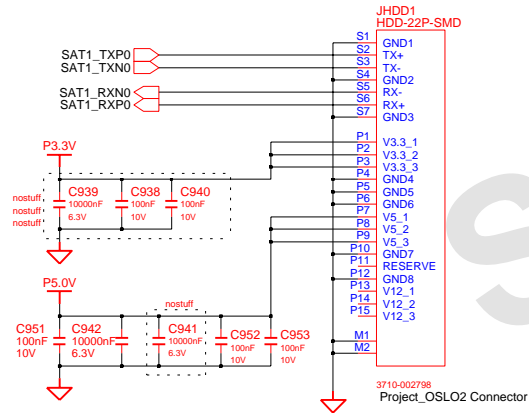 JHDD1
HDD-22P-SMD
SAT1_TXP0
SAT1_TXN0
SAT1_RXN0
SAT1_RXP0
S1 GND1
S2 TX+
S3 TX-
S4 GND2
S5 RX-
S6 RX+
S7 GND3
P1 V3.3_1
P2 V3.3_2
P3 V3.3_3
P4 GND4
P5 GND5
P6 GND6
P7 V5_1
P8 V5_2
P9 V5_3
P10 GND7
P11 RESERVE
P12 GND8
P13 V12_1
P14 V12_2
P15 V12_3
M1
M2
3710-002798
Project_OSLO2 Connector
P3.3V
nostuff
nostuff
nostuff
C939
10000nF
6.3V
C938
100nF
10V
C940
100nF
10V
P5.0V
nostuff
C951
100nF
10V
C942
10000nF
6.3V
C941
10000nF
6.3V
C952
100nF
10V
C953
100nF
10V
S